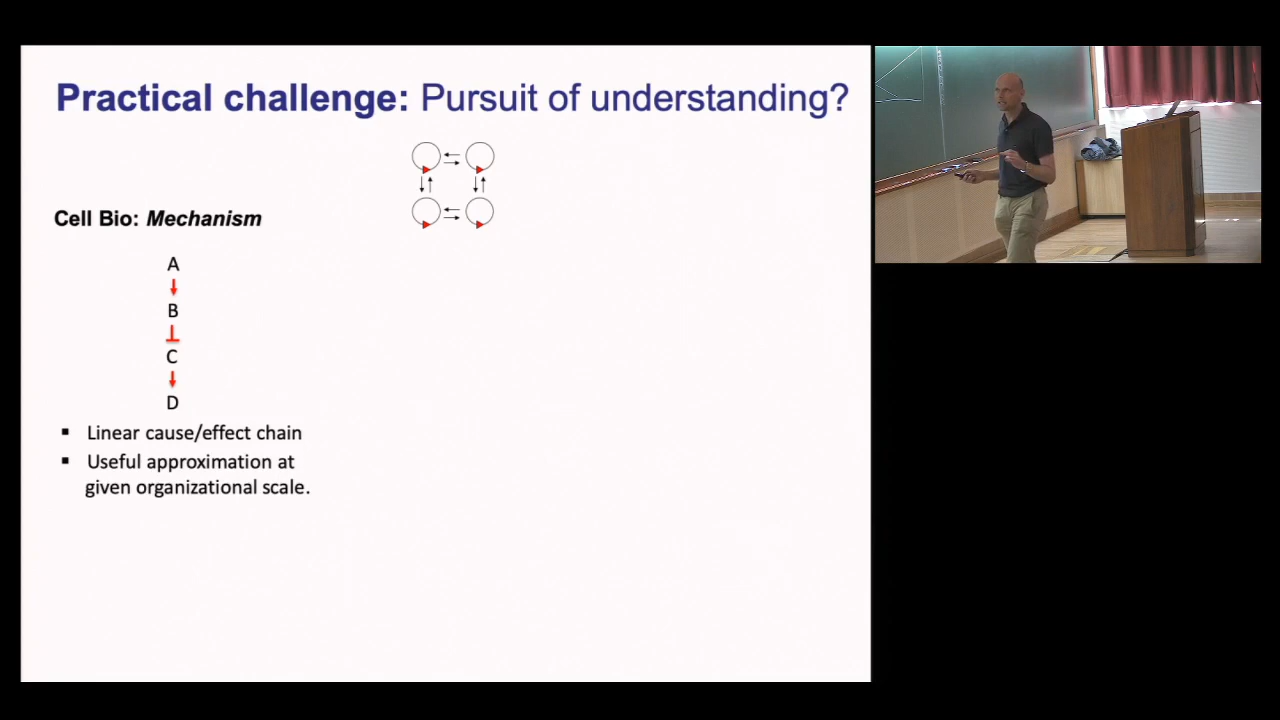 Practical challenge: Pursuit of understanding?
Cell Bio: Mechanism
A
B
C
D
▪ Linear cause/effect chain
▪ Useful approximation at
given organizational scale.